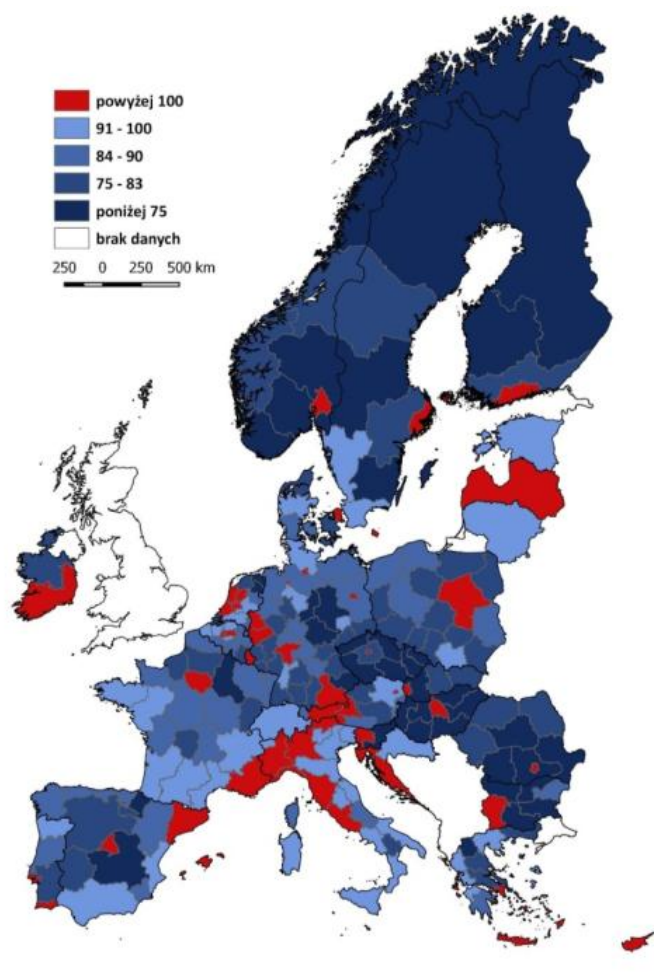 powyżej 100
91 - 100
84 - 90
75 - 83
poniżej 75
brak danych
250 0 250 500 km